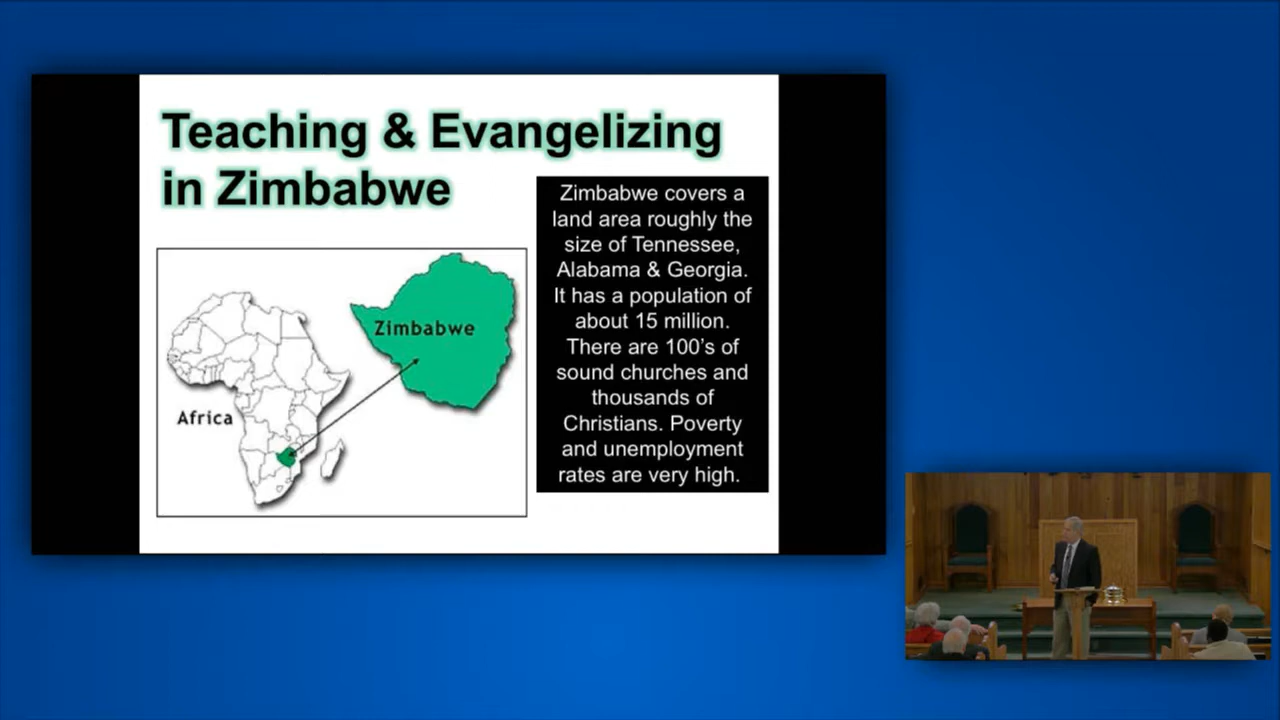 Teaching & Evangelizing
in Zimbabwe
Zimbabwe covers a
land area roughly the
size of Tennessee,
Alabama & Georgia.
It has a population of
about 15 million.
There are 100's of
sound churches and
thousands of
Christians. Poverty
and unemployment
rates are very high.
Zimbabwe
Africa